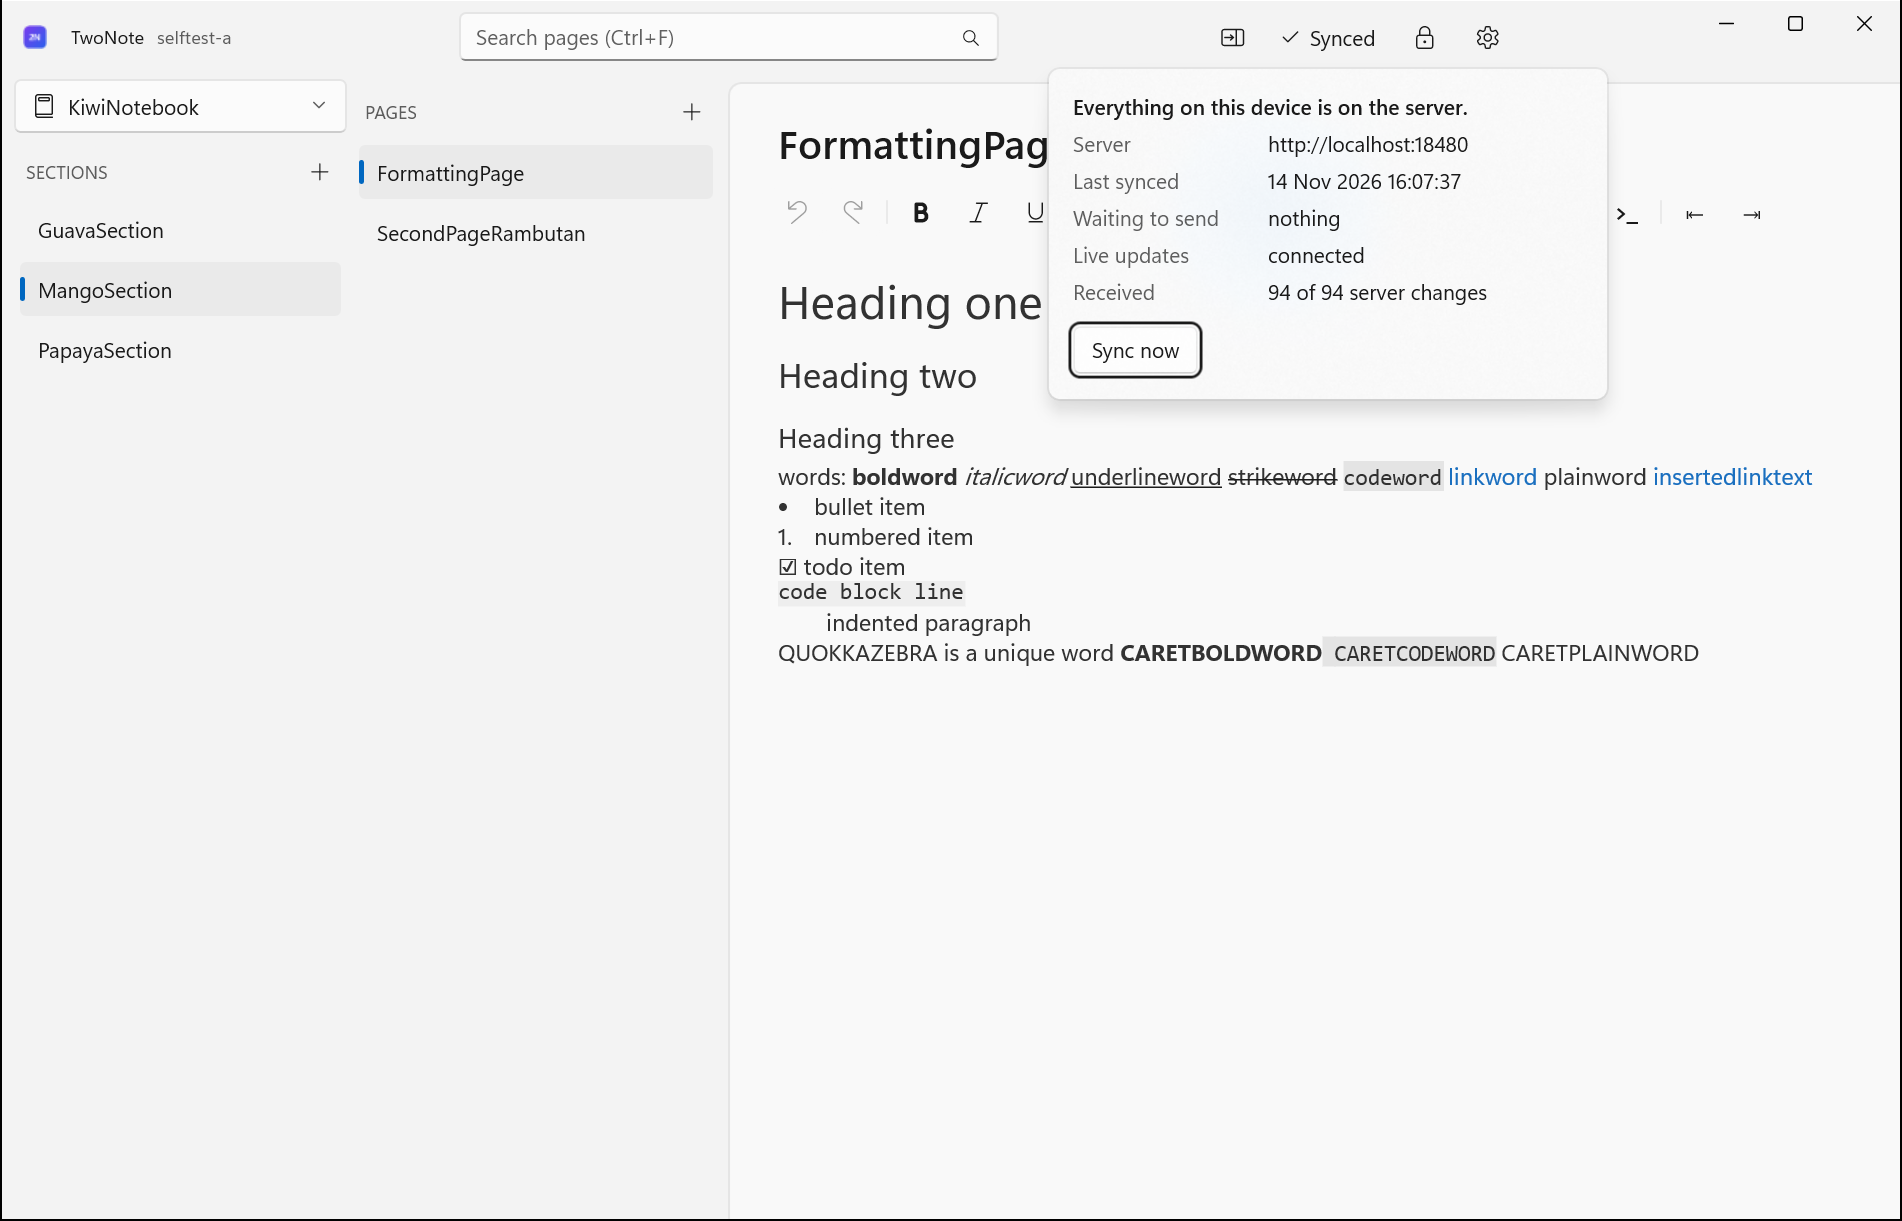 2N TwoNote selftest-a
Search pages (Ctrl+F)
Synced
KiwiNotebook
SECTIONS
GuavaSection
MangoSection
PapayaSection
PAGES
FormattingPage
SecondPageRambutan
FormattingPag
B I U
>_
Everything on this device is on the server.
Server http://localhost:18480
Last synced 14 Nov 2026 16:07:37
Waiting to send nothing
Live updates connected
Received 94 of 94 server changes
Sync now
Heading one
Heading two
Heading three
words: boldword italicword underlineword strikeword codeword linkword plainword insertedlinktext
• bullet item
1. numbered item
☑ todo item
code block line
indented paragraph
QUOKKAZEBRA is a unique word CARETBOLDWORD CARETCODEWORD CARETPLAINWORD